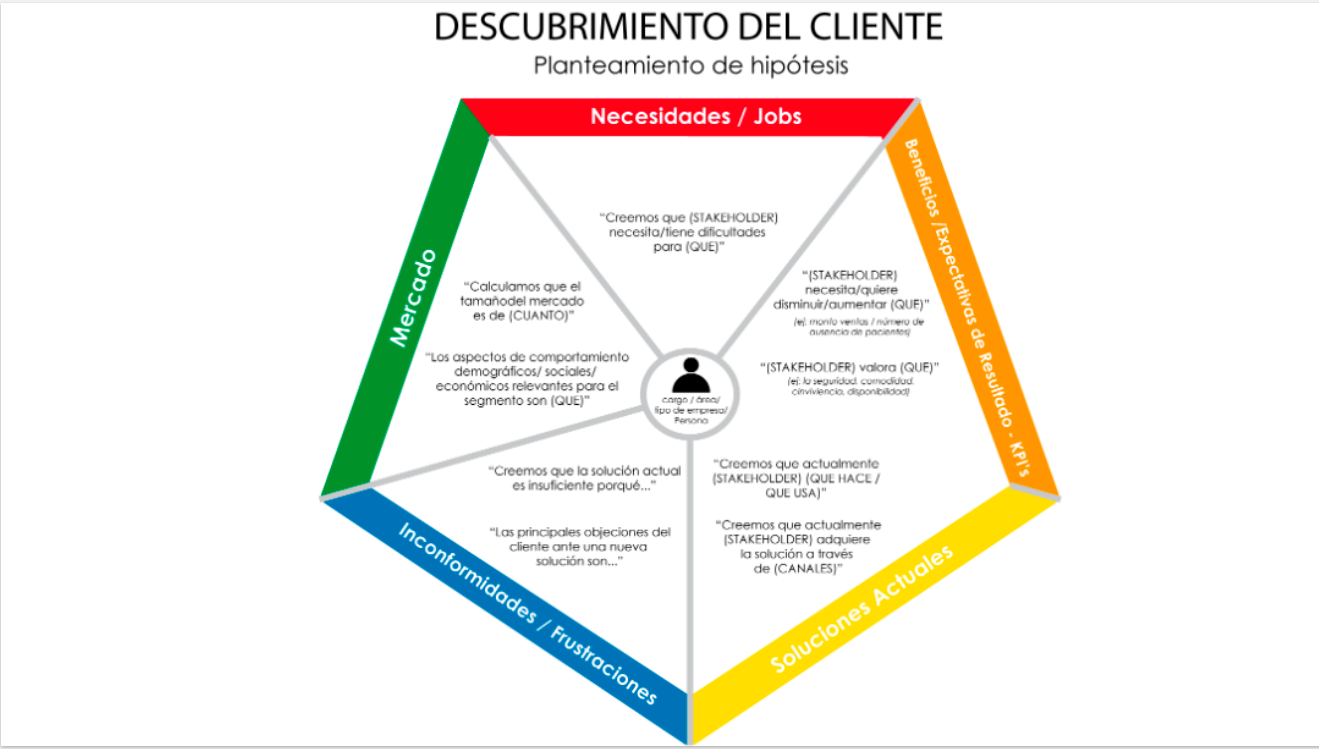 DESCUBRIMIENTO DEL CLIENTE
Planteamiento de hipótesis
Necesidades / Jobs
“Creemos que (STAKEHOLDER)
necesita/tiene dificultades
para (QUE)”
Beneficios /Expectativas de Resultado - KPI's
“(STAKEHOLDER)
necesita/quiere
disminuir/aumentar (QUE)”
(ej: monto ventas / número de
ausencia de pacientes)
“(STAKEHOLDER) valora (QUE)”
(ej: la seguridad, comodidad,
cinviviencia, disponibilidad)
Mercado
“Calculamos que el
tamañodel mercado
es de (CUANTO)”
“Los aspectos de comportamiento
demográficos/ sociales/
económicos relevantes para el
segmento son (QUE)”
cargo / área/
tipo de empresa/
Persona
“Creemos que la solución actual
es insuficiente porqué...”
“Las principales objeciones del
cliente ante una nueva
solución son...”
Inconformidades / Frustraciones
“Creemos que actualmente
(STAKEHOLDER) (QUE HACE /
QUE USA)”
“Creemos que actualmente
(STAKEHOLDER) adquiere
la solución a través
de (CANALES)”
Soluciones Actuales